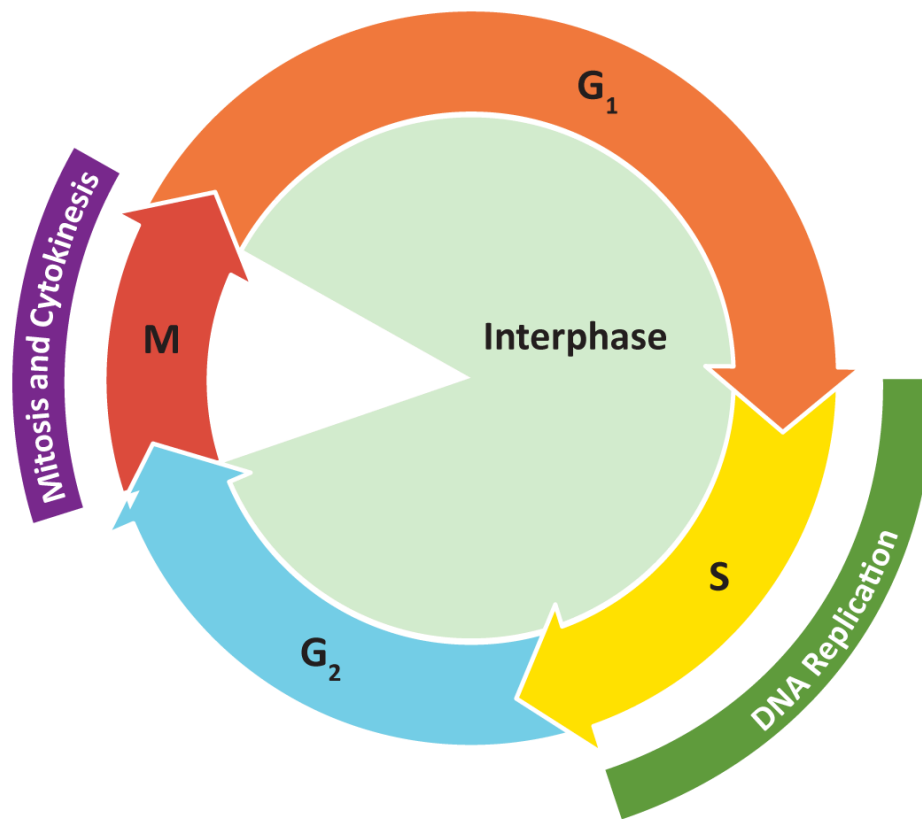 G₁
Mitosis and Cytokinesis
M
Interphase
S
DNA Replication
G₂